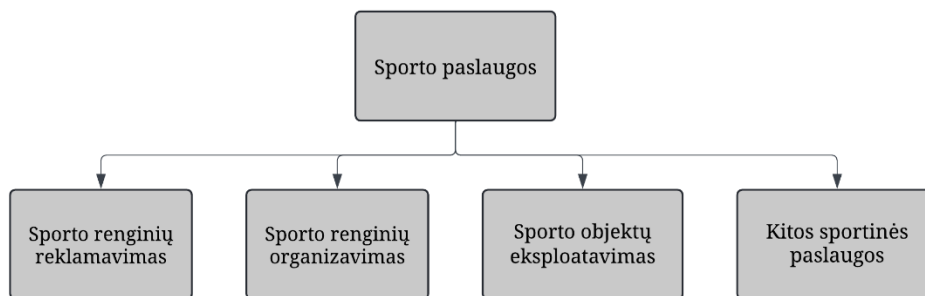 Sporto paslaugos
Sporto renginių
reklamavimas
Sporto renginių
organizavimas
Sporto objektų
eksploatavimas
Kitos sportinės
paslaugos